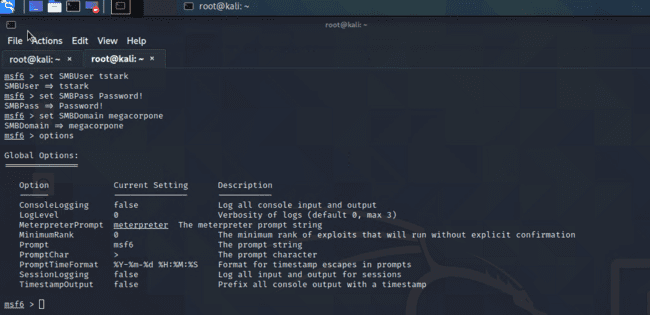 root@kali: ~
root@kali: ~
File Actions Edit View Help
root@kali: ~ × root@kali: ~ ×
msf6 > set SMBUser tstark
SMBUser ⇒ tstark
msf6 > set SMBPass Password!
SMBPass ⇒ Password!
msf6 > set SMBDomain megacorpone
SMBDomain ⇒ megacorpone
msf6 > options
Global Options:
Option Current Setting Description
ConsoleLogging false Log all console input and output
LogLevel 0 Verbosity of logs (default 0, max 3)
MeterpreterPrompt meterpreter The meterpreter prompt string
MinimumRank 0 The minimum rank of exploits that will run without explicit confirmation
Prompt msf6 The prompt string
PromptChar > The prompt character
PromptTimeFormat %Y-%m-%d %H:%M:%S Format for timestamp escapes in prompts
SessionLogging false Log all input and output for sessions
TimestampOutput false Prefix all console output with a timestamp
msf6 >